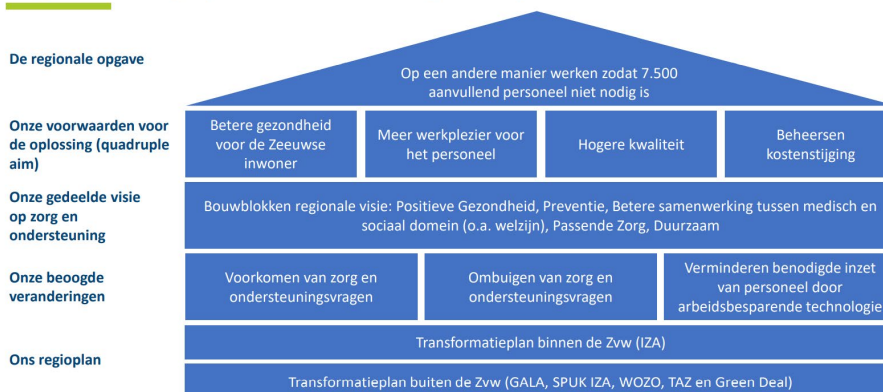 De regionale opgave
Op een andere manier werken zodat 7.500
aanvullend personeel niet nodig is
Onze voorwaarden voor
de oplossing (quadruple
aim)
Betere gezondheid
voor de Zeeuwse
inwoner
Meer werkplezier voor
het personeel
Hogere kwaliteit
Beheersen
kostenstijging
Onze gedeelde visie
op zorg en
ondersteuning
Bouwblokken regionale visie: Positieve Gezondheid, Preventie, Betere samenwerking tussen medisch en
sociaal domein (o.a. welzijn), Passende Zorg, Duurzaam
Onze beoogde
veranderingen
Voorkomen van zorg en
ondersteuningsvragen
Ombuigen van zorg en
ondersteuningsvragen
Verminderen benodigde inzet
van personeel door
arbeidsbesparende technologie
Ons regioplan
Transformatieplan binnen de Zvw (IZA)
Transformatieplan buiten de Zvw (GALA, SPUK IZA, WOZO, TAZ en Green Deal)